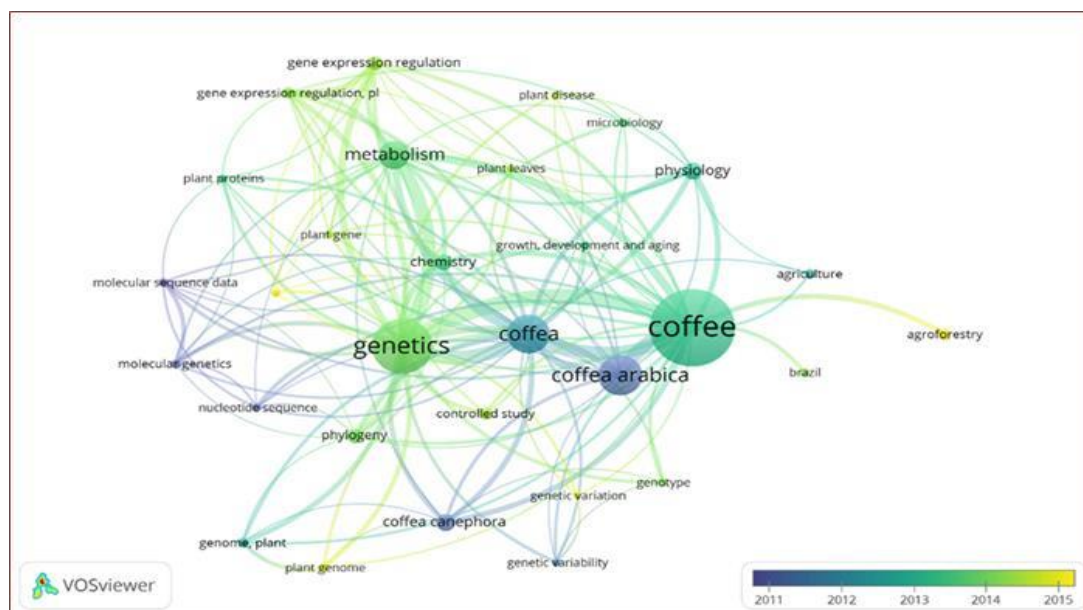 gene expression regulation
gene expression regulation, pl
plant disease
microbiology
metabolism
plant leaves
physiology
plant proteins
plant gene
growth, development and aging
chemistry
agriculture
molecular sequence data
coffee
coffea
agroforestry
genetics
molecular genetics
coffea arabica
brazil
nucleotide sequence
controlled study
phylogeny
genotype
genetic variation
coffea canephora
genome, plant
genetic variability
plant genome
VOSviewer
2011 2012 2013 2014 2015